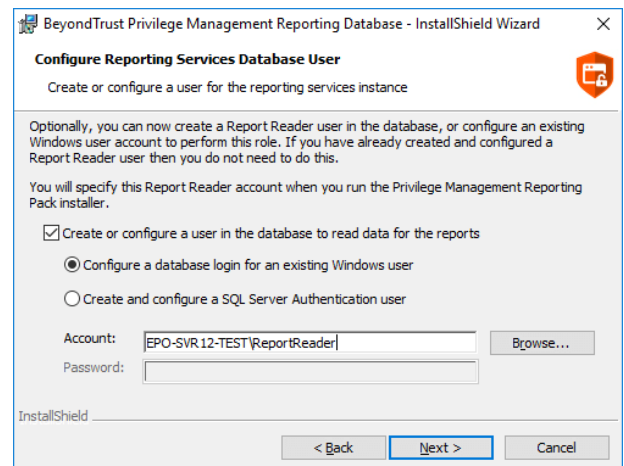 BeyondTrust Privilege Management Reporting Database - InstallShield Wizard
Configure Reporting Services Database User
Create or configure a user for the reporting services instance
Optionally, you can now create a Report Reader user in the database, or configure an existing
Windows user account to perform this role. If you have already created and configured a
Report Reader user then you do not need to do this.
You will specify this Report Reader account when you run the Privilege Management Reporting
Pack installer.
Create or configure a user in the database to read data for the reports
Configure a database login for an existing Windows user
Create and configure a SQL Server Authentication user
Account: EPO-SVR12-TEST\ReportReader Browse...
Password:
InstallShield
< Back Next > Cancel